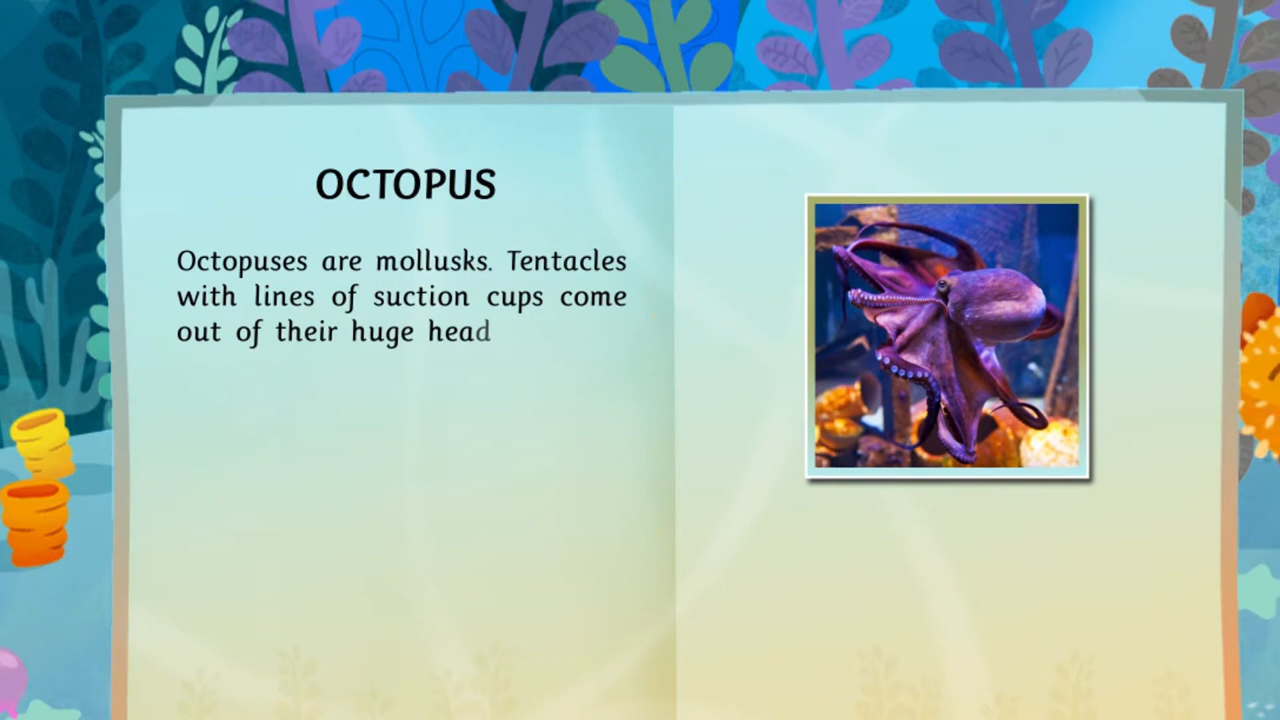 OCTOPUS
Octopuses are mollusks. Tentacles
with lines of suction cups come
out of their huge head